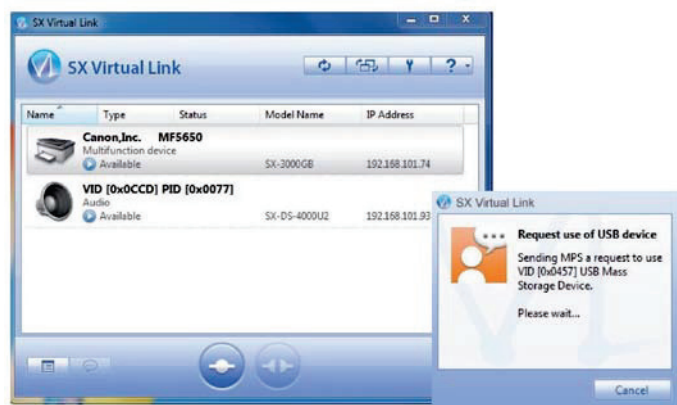 SX Virtual Link
SX Virtual Link
?
Name Type Status Model Name IP Address
Canon,Inc. MF5650
Multifunction device
Available SX-3000GB 192.168.101.74
VID [0x0CCD] PID [0x0077]
Audio
Available SX-DS-4000U2 192.168.101.93
SX Virtual Link
Request use of USB device
Sending MPS a request to use
VID [0x0457] USB Mass
Storage Device.
Please wait...
Cancel